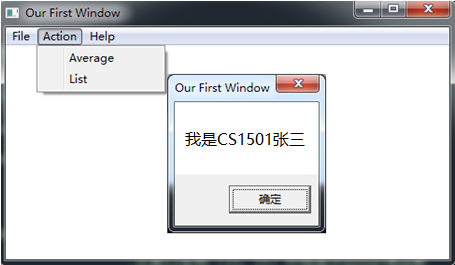 Our First Window
File Action Help
Average
List
Our First Window
我是CS1501张三
确定